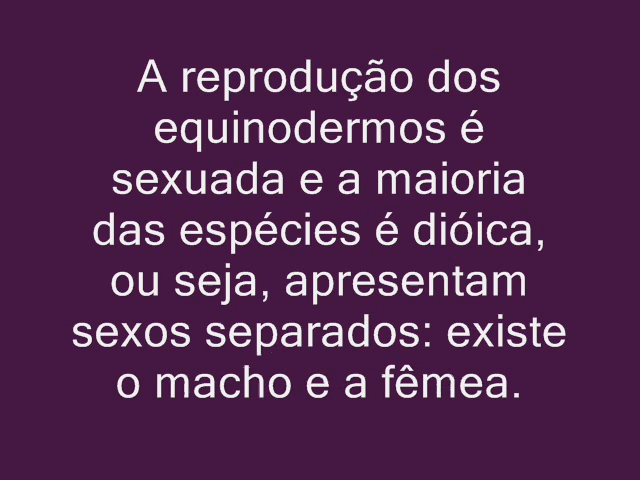 A reprodução dos
equinodermos é
sexuada e a maioria
das espécies é dióica,
ou seja, apresentam
sexos separados: existe
o macho e a fêmea.